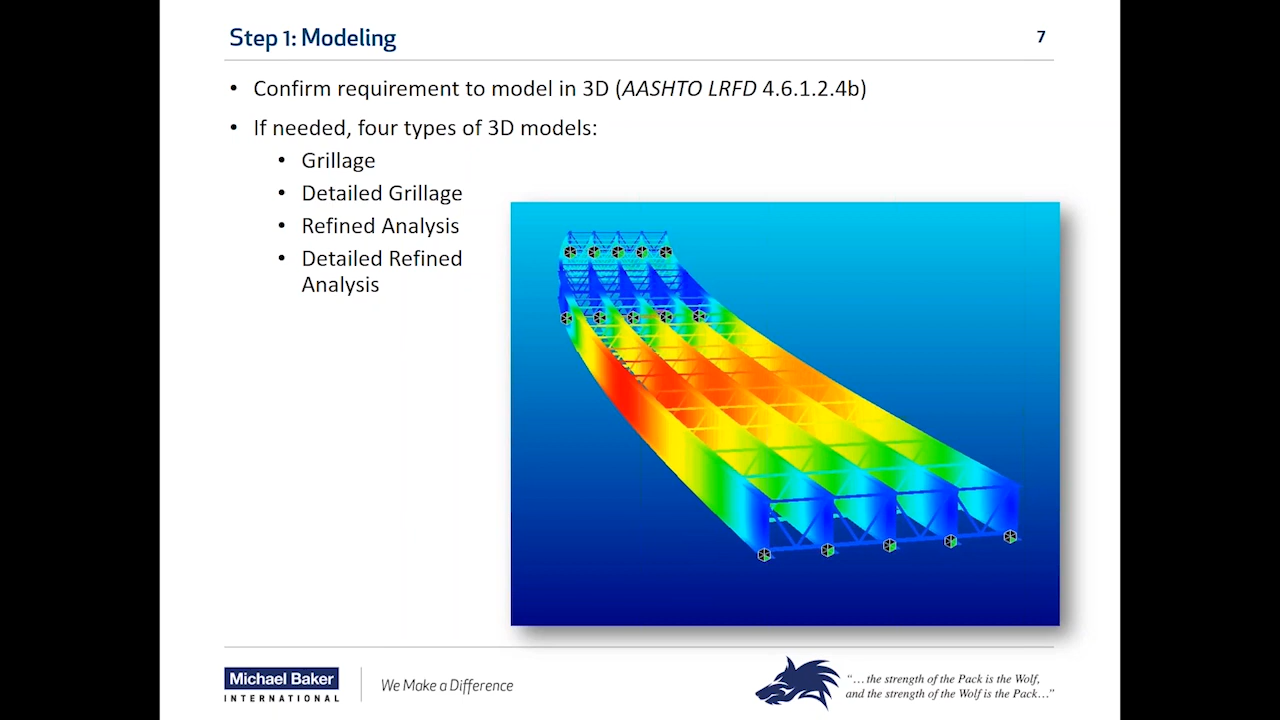 Step 1: Modeling
7
• Confirm requirement to model in 3D (AASHTO LRFD 4.6.1.2.4b)
• If needed, four types of 3D models:
• Grillage
• Detailed Grillage
• Refined Analysis
• Detailed Refined
Analysis
Michael Baker
INTERNATIONAL
We Make a Difference
“… the strength of the Pack is the Wolf,
and the strength of the Wolf is the Pack…”